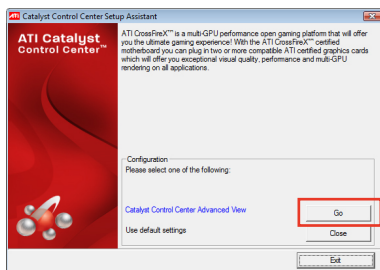 ATI Catalyst Control Center Setup Assistant
ATI Catalyst
Control Center™
ATI CrossFireX™ is a multi-GPU performance open gaming platform that will offer
you the ultimate gaming experience! With the ATI CrossFireX™ certified
motherboard you can plug in two or more compatible ATI certified graphics cards
which will offer you exceptional visual quality, performance and multi-GPU
rendering on all applications.
Configuration
Please select one of the following:
Catalyst Control Center Advanced View
Go
Use default settings
Close
Exit